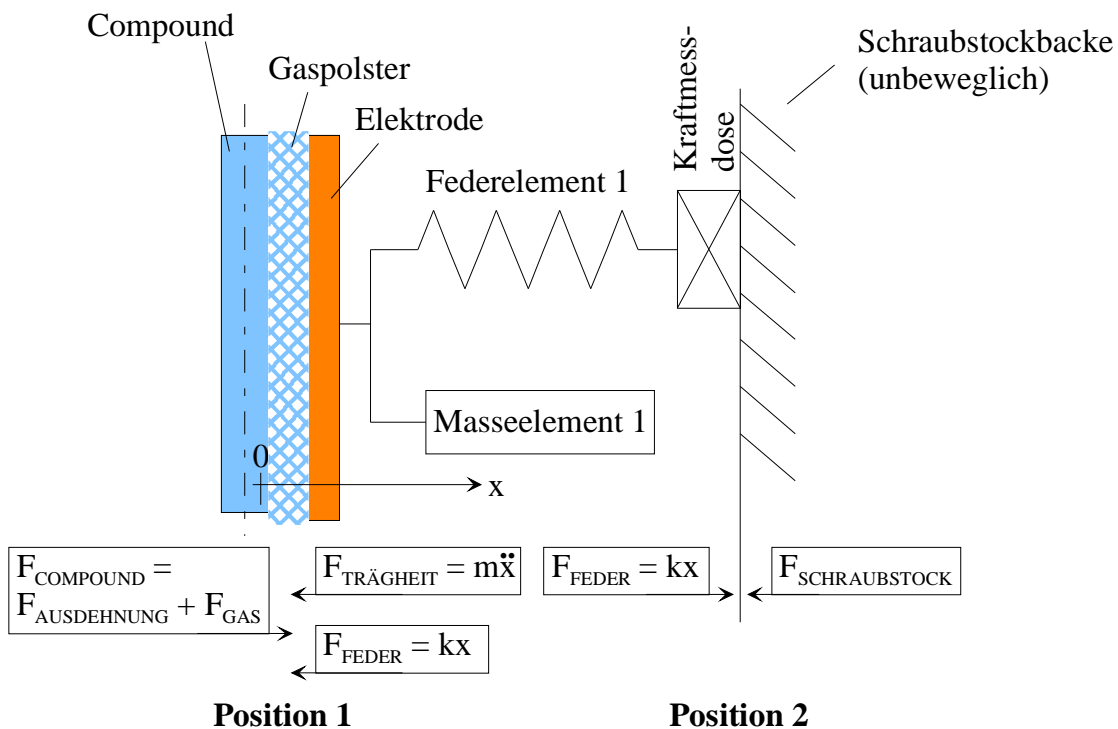 Compound
Gaspolster
Elektrode
Federelement 1
Kraftmess-
dose
Schraubstockbacke
(unbeweglich)
Masseelement 1
0
x
F_COMPOUND =
F_AUSDEHNUNG + F_GAS
F_TRÄGHEIT = mẍ
F_FEDER = kx
F_FEDER = kx
F_SCHRAUBSTOCK
Position 1
Position 2